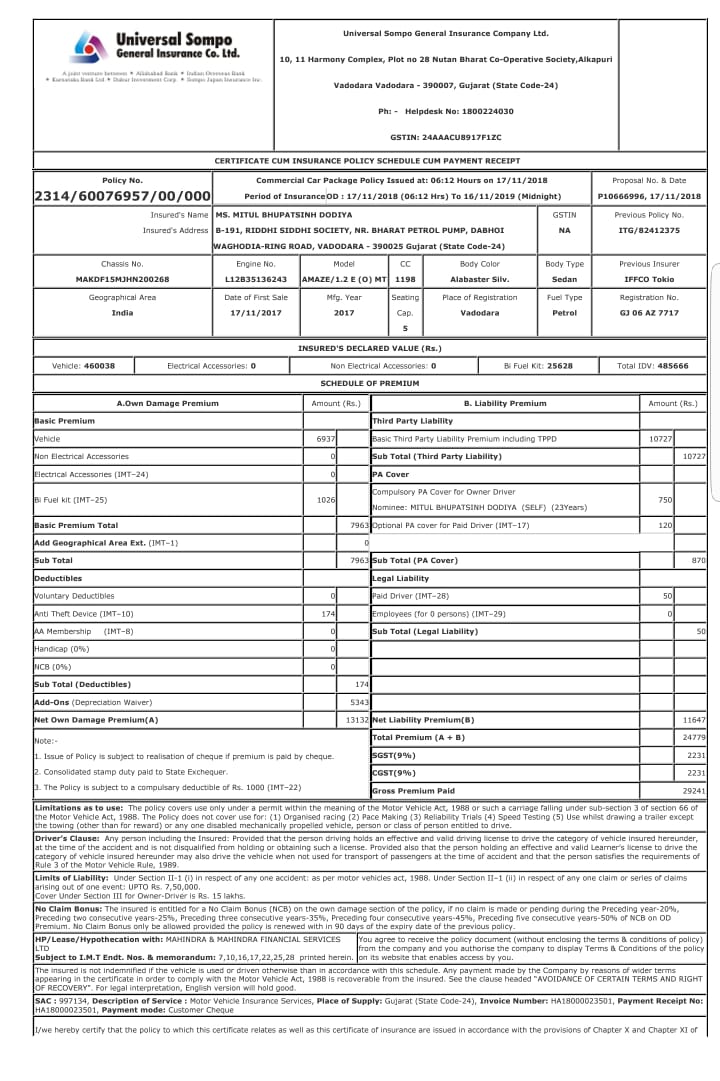 Universal Sompo
General Insurance Co. Ltd.
A joint venture between • Allahabad Bank • Indian Overseas Bank
• Karnataka Bank Ltd • Dabur Investment Corp. • Sompo Japan Insurance Inc.
Universal Sompo General Insurance Company Ltd.
10, 11 Harmony Complex, Plot no 28 Nutan Bharat Co-Operative Society,Alkapuri
Vadodara Vadodara - 390007, Gujarat (State Code-24)
Ph: - Helpdesk No: 1800224030
GSTIN: 24AAACU8917F1ZC
CERTIFICATE CUM INSURANCE POLICY SCHEDULE CUM PAYMENT RECEIPT
Policy No.
2314/60076957/00/000
Commercial Car Package Policy Issued at: 06:12 Hours on 17/11/2018
Period of Insurance OD : 17/11/2018 (06:12 Hrs) To 16/11/2019 (Midnight)
Proposal No. & Date
P10666996, 17/11/2018
Insured's Name MS. MITUL BHUPATSINH DODIYA
Insured's Address B-191, RIDDHI SIDDHI SOCIETY, NR. BHARAT PETROL PUMP, DABHOI
WAGHODIA-RING ROAD, VADODARA - 390025 Gujarat (State Code-24)
GSTIN
NA
Previous Policy No.
ITG/82412375
Chassis No. Engine No. Model CC Body Color Body Type Previous Insurer
MAKDF15MJHN200268 L12B35136243 AMAZE/1.2 E (O) MT 1198 Alabaster Silv. Sedan IFFCO Tokio
Geographical Area Date of First Sale Mfg. Year Seating Cap. Place of Registration Fuel Type Registration No.
India 17/11/2017 2017 5 Vadodara Petrol GJ 06 AZ 7717
INSURED'S DECLARED VALUE (Rs.)
Vehicle: 460038 Electrical Accessories: 0 Non Electrical Accessories: 0 Bi Fuel Kit: 25628 Total IDV: 485666
SCHEDULE OF PREMIUM
A.Own Damage Premium Amount (Rs.) B. Liability Premium Amount (Rs.)
Basic Premium Third Party Liability
Vehicle 6937 Basic Third Party Liability Premium including TPPD 10727
Non Electrical Accessories 0 Sub Total (Third Party Liability) 10727
Electrical Accessories (IMT–24) 0 PA Cover
Bi Fuel kit (IMT–25) 1026 Compulsory PA Cover for Owner Driver
Nominee: MITUL BHUPATSINH DODIYA (SELF) (23Years) 750
Basic Premium Total 7963 Optional PA cover for Paid Driver (IMT–17) 120
Add Geographical Area Ext. (IMT–1) 0
Sub Total 7963 Sub Total (PA Cover) 870
Deductibles Legal Liability
Voluntary Deductibles 0 Paid Driver (IMT–28) 50
Anti Theft Device (IMT–10) 174 Employees (for 0 persons) (IMT–29) 0
AA Membership (IMT–8) 0 Sub Total (Legal Liability) 50
Handicap (0%) 0
NCB (0%) 0
Sub Total (Deductibles) 174
Add-Ons (Depreciation Waiver) 5343
Net Own Damage Premium(A) 13132 Net Liability Premium(B) 11647
Total Premium (A + B) 24779
SGST(9%) 2231
CGST(9%) 2231
Gross Premium Paid 29241
Note:-
1. Issue of Policy is subject to realisation of cheque if premium is paid by cheque.
2. Consolidated stamp duty paid to State Exchequer.
3. The Policy is subject to a compulsary deductible of Rs. 1000 (IMT–22)
Limitations as to use: The policy covers use only under a permit within the meaning of the Motor Vehicle Act, 1988 or such a carriage falling under sub-section 3 of section 66 of
the Motor Vehicle Act, 1988. The Policy does not cover use for: (1) Organised racing (2) Pace Making (3) Reliability Trials (4) Speed Testing (5) Use whilst drawing a trailer except
the towing (other than for reward) or any one disabled mechanically propelled vehicle, person or class of person entitled to drive.
Driver's Clause: Any person including the Insured: Provided that the person driving holds an effective and valid driving license to drive the category of vehicle insured hereunder,
at the time of the accident and is not disqualified from holding or obtaining such a license. Provided also that the person holding an effective and valid Learner's license to drive the
category of vehicle insured hereunder may also drive the vehicle when not used for transport of passengers at the time of accident and that the person satisfies the requirements of
Rule 3 of the Motor Vehicle Rule, 1989.
Limits of Liability: Under Section II-1 (i) in respect of any one accident: as per motor vehicles act, 1988. Under Section II–1 (ii) in respect of any one claim or series of claims
arising out of one event: UPTO Rs. 7,50,000.
Cover Under Section III for Owner-Driver is Rs. 15 lakhs.
No Claim Bonus: The insured is entitled for a No Claim Bonus (NCB) on the own damage section of the policy, if no claim is made or pending during the Preceding year-20%,
Preceding two consecutive years-25%, Preceding three consecutive years-35%, Preceding four consecutive years-45%, Preceding five consecutive years-50% of NCB on OD
Premium. No Claim Bonus only be allowed provided the policy is renewed with in 90 days of the expiry date of the previous policy.
HP/Lease/Hypothecation with: MAHINDRA & MAHINDRA FINANCIAL SERVICES
LTD
Subject to I.M.T Endt. Nos. & memorandum: 7,10,16,17,22,25,28 printed herein.
You agree to receive the policy document (without enclosing the terms & conditions of policy)
from the company and you authorise the company to display Terms & Conditions of the policy
on its website that enables access by you.
The insured is not indemnified if the vehicle is used or driven otherwise than in accordance with this schedule. Any payment made by the Company by reasons of wider terms
appearing in the certificate in order to comply with the Motor Vehicle Act, 1988 is recoverable from the insured. See the clause headed "AVOIDANCE OF CERTAIN TERMS AND RIGHT
OF RECOVERY". For legal interpretation, English version will hold good.
SAC : 997134, Description of Service : Motor Vehicle Insurance Services, Place of Supply: Gujarat (State Code-24), Invoice Number: HA18000023501, Payment Receipt No:
HA18000023501, Payment mode: Customer Cheque
I/we hereby certify that the policy to which this certificate relates as well as this certificate of insurance are issued in accordance with the provisions of Chapter X and Chapter XI of